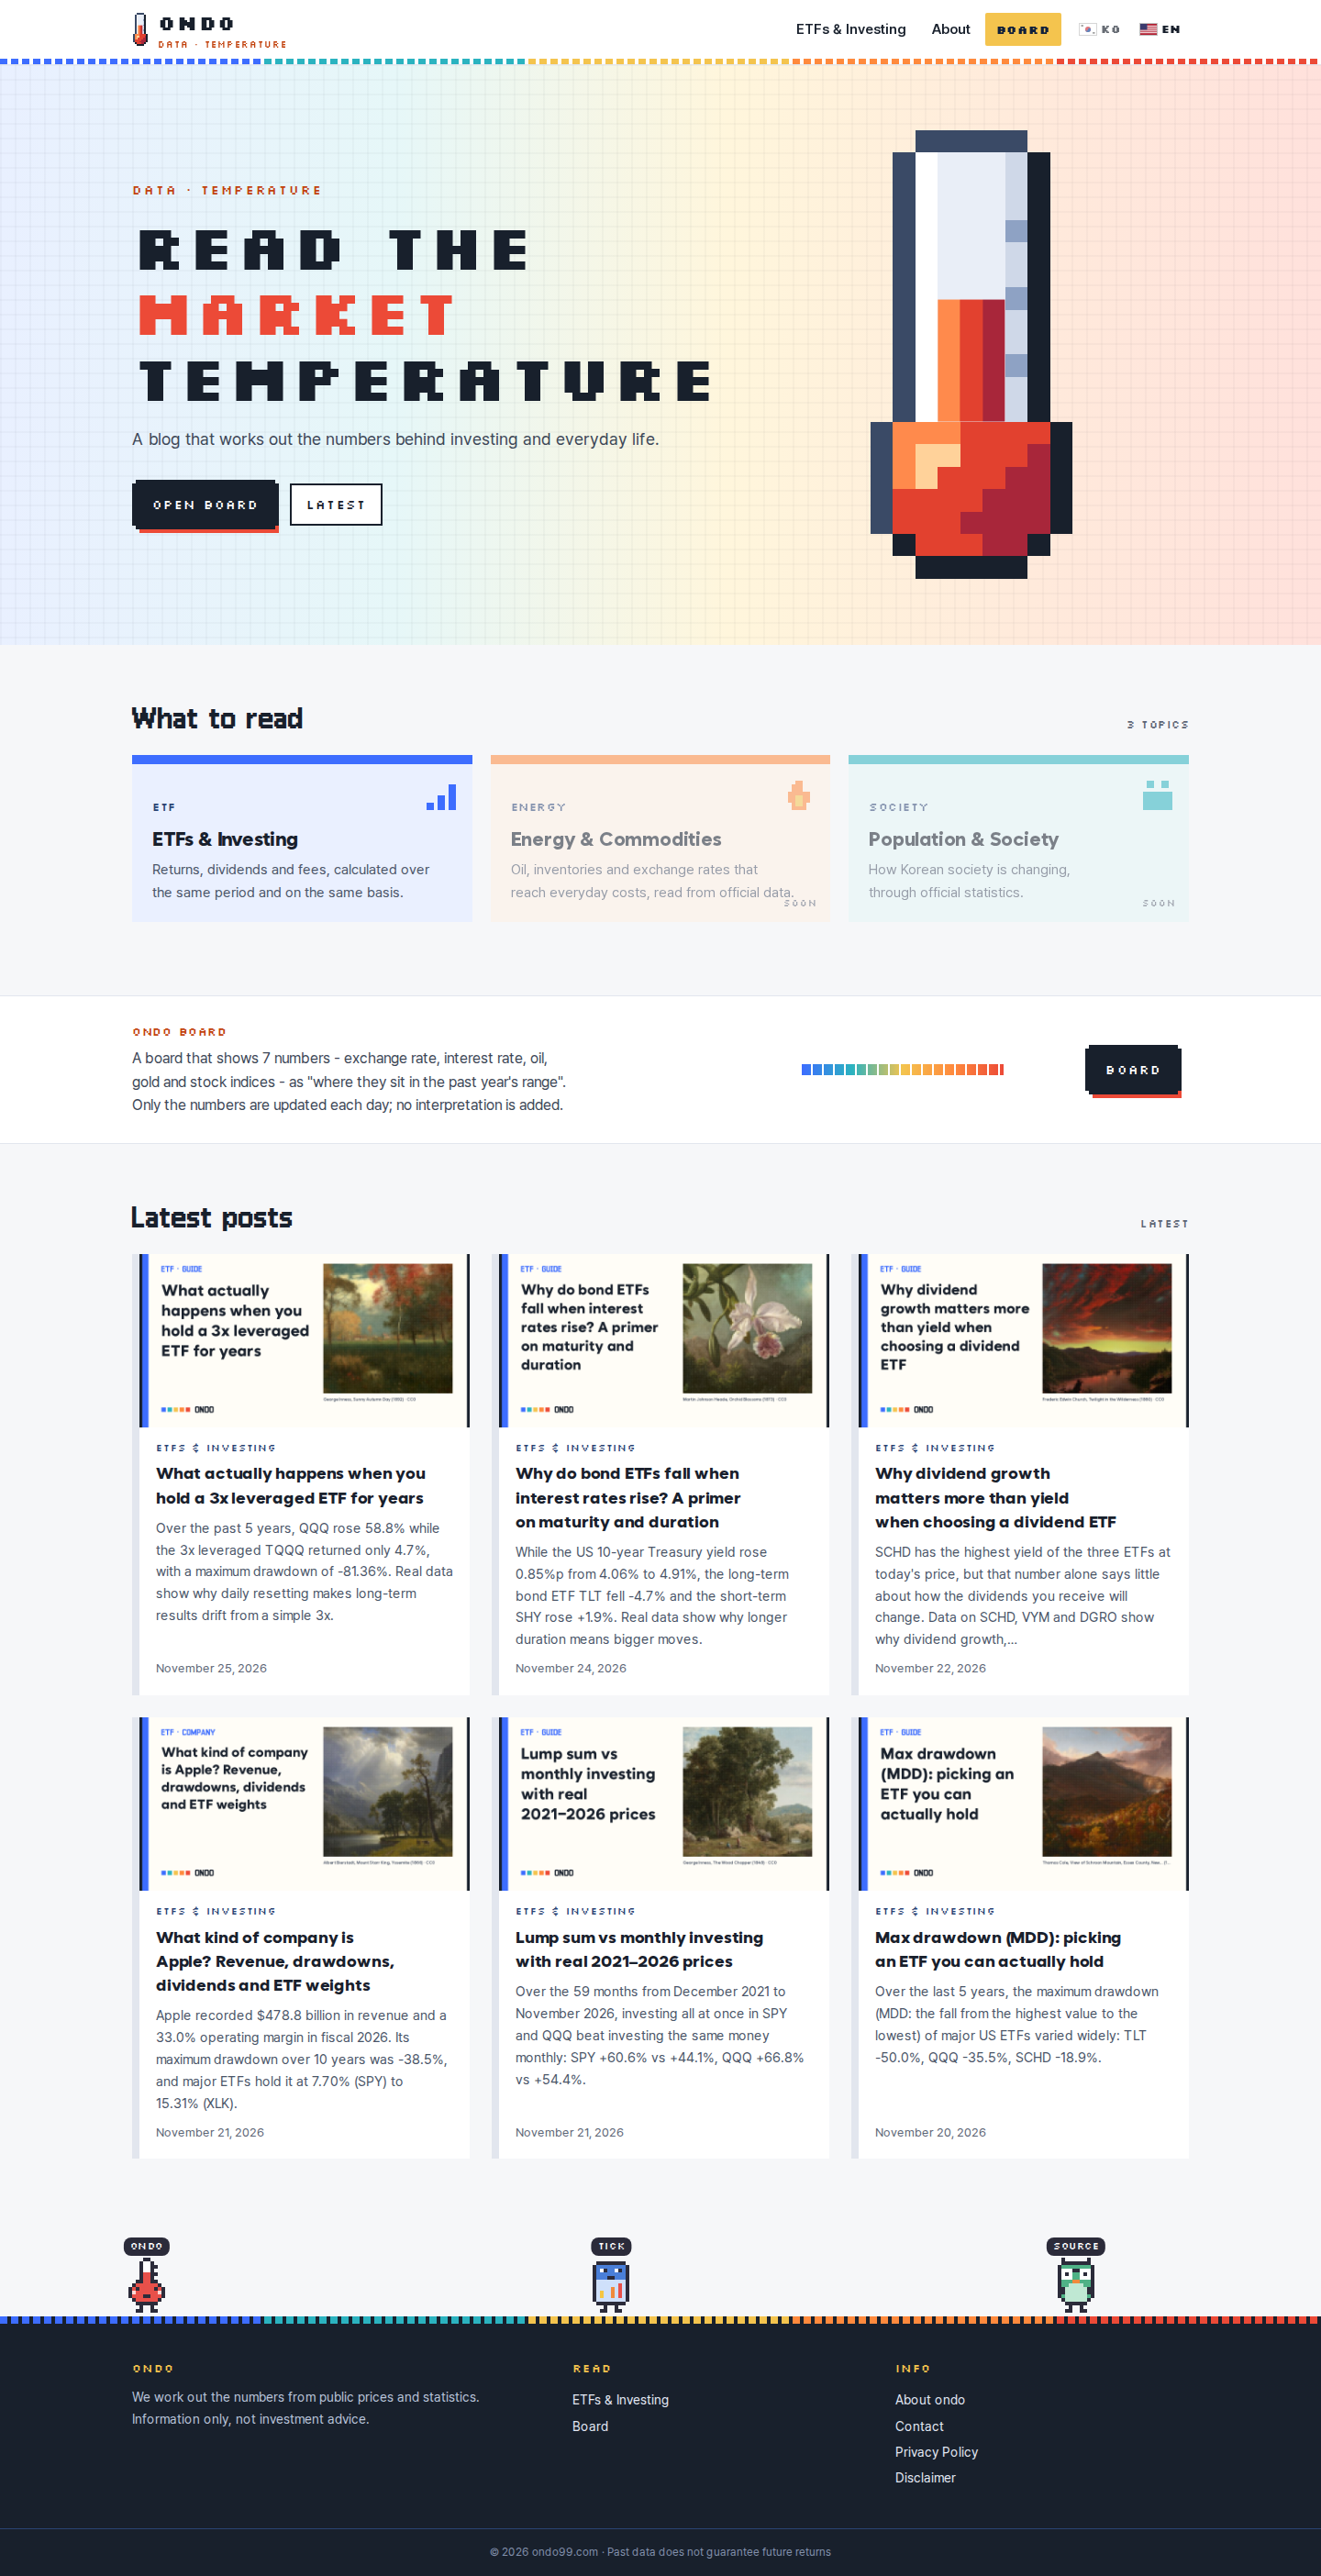 ONDO
DATA · TEMPERATURE
ETFs & Investing
About
BOARD
KO
EN
DATA · TEMPERATURE
READ THE
MARKET
TEMPERATURE
A blog that works out the numbers behind investing and everyday life.
OPEN BOARD
LATEST
What to read
3 TOPICS
ETF
ETFs & Investing
Returns, dividends and fees, calculated over
the same period and on the same basis.
ENERGY
Energy & Commodities
Oil, inventories and exchange rates that
reach everyday costs, read from official data.
SOON
SOCIETY
Population & Society
How Korean society is changing,
through official statistics.
SOON
ONDO BOARD
A board that shows 7 numbers - exchange rate, interest rate, oil,
gold and stock indices - as "where they sit in the past year's range".
Only the numbers are updated each day; no interpretation is added.
BOARD
Latest posts
LATEST
ETF · GUIDE
What actually
happens when you
hold a 3x leveraged
ETF for years
ONDO
ETFS & INVESTING
What actually happens when you
hold a 3x leveraged ETF for years
Over the past 5 years, QQQ rose 58.8% while
the 3x leveraged TQQQ returned only 4.7%,
with a maximum drawdown of -81.36%. Real data
show why daily resetting makes long-term
results drift from a simple 3x.
November 25, 2026
ETF · GUIDE
Why do bond ETFs
fall when interest
rates rise? A primer
on maturity and
duration
Martin Johnson Heade, Orchid Blossoms (1873) · CC0
ONDO
ETFS & INVESTING
Why do bond ETFs fall when
interest rates rise? A primer
on maturity and duration
While the US 10-year Treasury yield rose
0.85%p from 4.06% to 4.91%, the long-term
bond ETF TLT fell -4.7% and the short-term
SHY rose +1.9%. Real data show why longer
duration means bigger moves.
November 24, 2026
ETF · GUIDE
Why dividend
growth matters more
than yield when
choosing a dividend
ETF
Frederic Edwin Church, Twilight in the Wilderness (1860) · CC0
ONDO
ETFS & INVESTING
Why dividend growth
matters more than yield
when choosing a dividend ETF
SCHD has the highest yield of the three ETFs at
today's price, but that number alone says little
about how the dividends you receive will
change. Data on SCHD, VYM and DGRO show
why dividend growth,...
November 22, 2026
ETF · COMPANY
What kind of company
is Apple? Revenue,
drawdowns, dividends
and ETF weights
ONDO
ETFS & INVESTING
What kind of company is
Apple? Revenue, drawdowns,
dividends and ETF weights
Apple recorded $478.8 billion in revenue and a
33.0% operating margin in fiscal 2026. Its
maximum drawdown over 10 years was -38.5%,
and major ETFs hold it at 7.70% (SPY) to
15.31% (XLK).
November 21, 2026
ETF · GUIDE
Lump sum vs
monthly investing
with real
2021–2026 prices
ONDO
ETFS & INVESTING
Lump sum vs monthly investing
with real 2021–2026 prices
Over the 59 months from December 2021 to
November 2026, investing all at once in SPY
and QQQ beat investing the same money
monthly: SPY +60.6% vs +44.1%, QQQ +66.8%
vs +54.4%.
November 21, 2026
ETF · GUIDE
Max drawdown
(MDD): picking an
ETF you can
actually hold
ONDO
ETFS & INVESTING
Max drawdown (MDD): picking
an ETF you can actually hold
Over the last 5 years, the maximum drawdown
(MDD: the fall from the highest value to the
lowest) of major US ETFs varied widely: TLT
-50.0%, QQQ -35.5%, SCHD -18.9%.
November 20, 2026
ONDO
TICK
SOURCE
ONDO
We work out the numbers from public prices and statistics.
Information only, not investment advice.
READ
ETFs & Investing
Board
INFO
About ondo
Contact
Privacy Policy
Disclaimer
© 2026 ondo99.com · Past data does not guarantee future returns